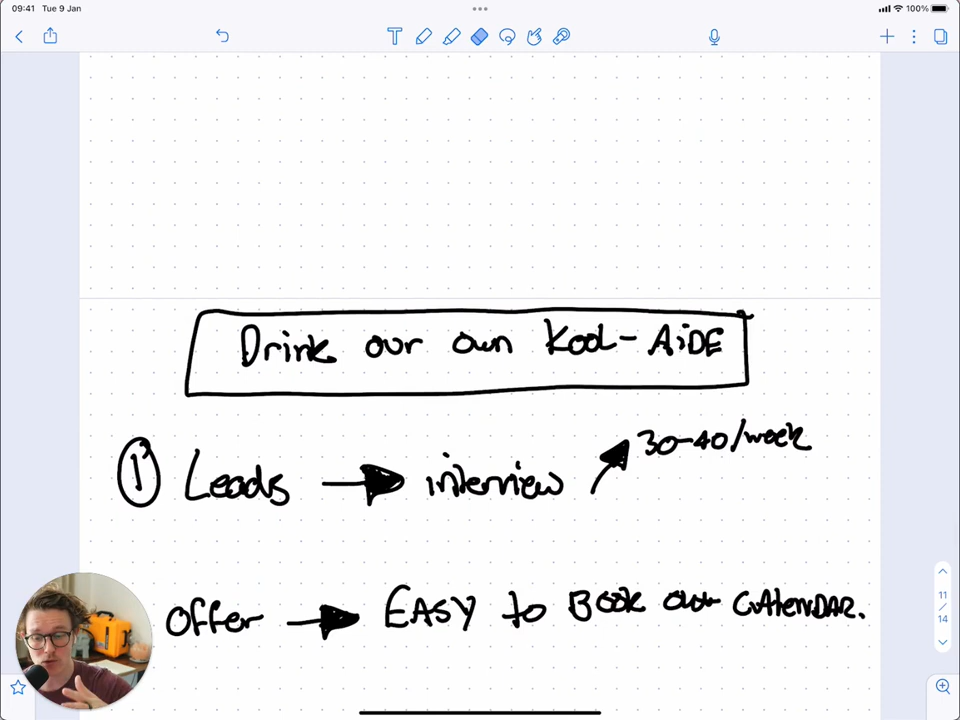 09:41 Tue 9 Jan 100%
Drink our own Kool-AiDE
30-40/week
1 Leads → interview
Offer → EASY to Book our CAlenDAR.
11
/
14